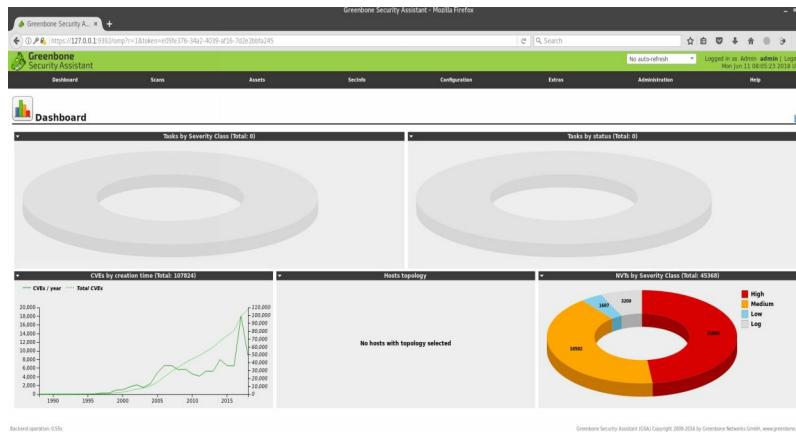 Greenbone Security Assistant - Mozilla Firefox
Greenbone Security A... ×
https://127.0.0.1:9392/omp?r=1&token=e09fe376-34a2-4039-af16-7d2e2bbfa245
Search
Greenbone
Security Assistant
No auto-refresh
Logged in as Admin admin |
Mon Jun 11 08:05:23 2018
Dashboard Scans Assets SecInfo Configuration Extras Administration Help
Dashboard
Tasks by Severity Class (Total: 0) Tasks by status (Total: 0)
CVEs by creation time (Total: 107824) Hosts topology NVTs by Severity Class (Total: 45368)
CVEs / year Total CVEs
20,000
18,000
16,000
14,000
12,000
10,000
8,000
6,000
4,000
2,000
0
110,000
100,000
90,000
80,000
70,000
60,000
50,000
40,000
30,000
20,000
10,000
0
1990 1995 2000 2005 2010 2015
No hosts with topology selected
High
Medium
Low
Log
Backend operation: 0.55s
Greenbone Security Assistant (GSA) Copyright 2009-2016 by Greenbone Networks GmbH, www.greenbone.